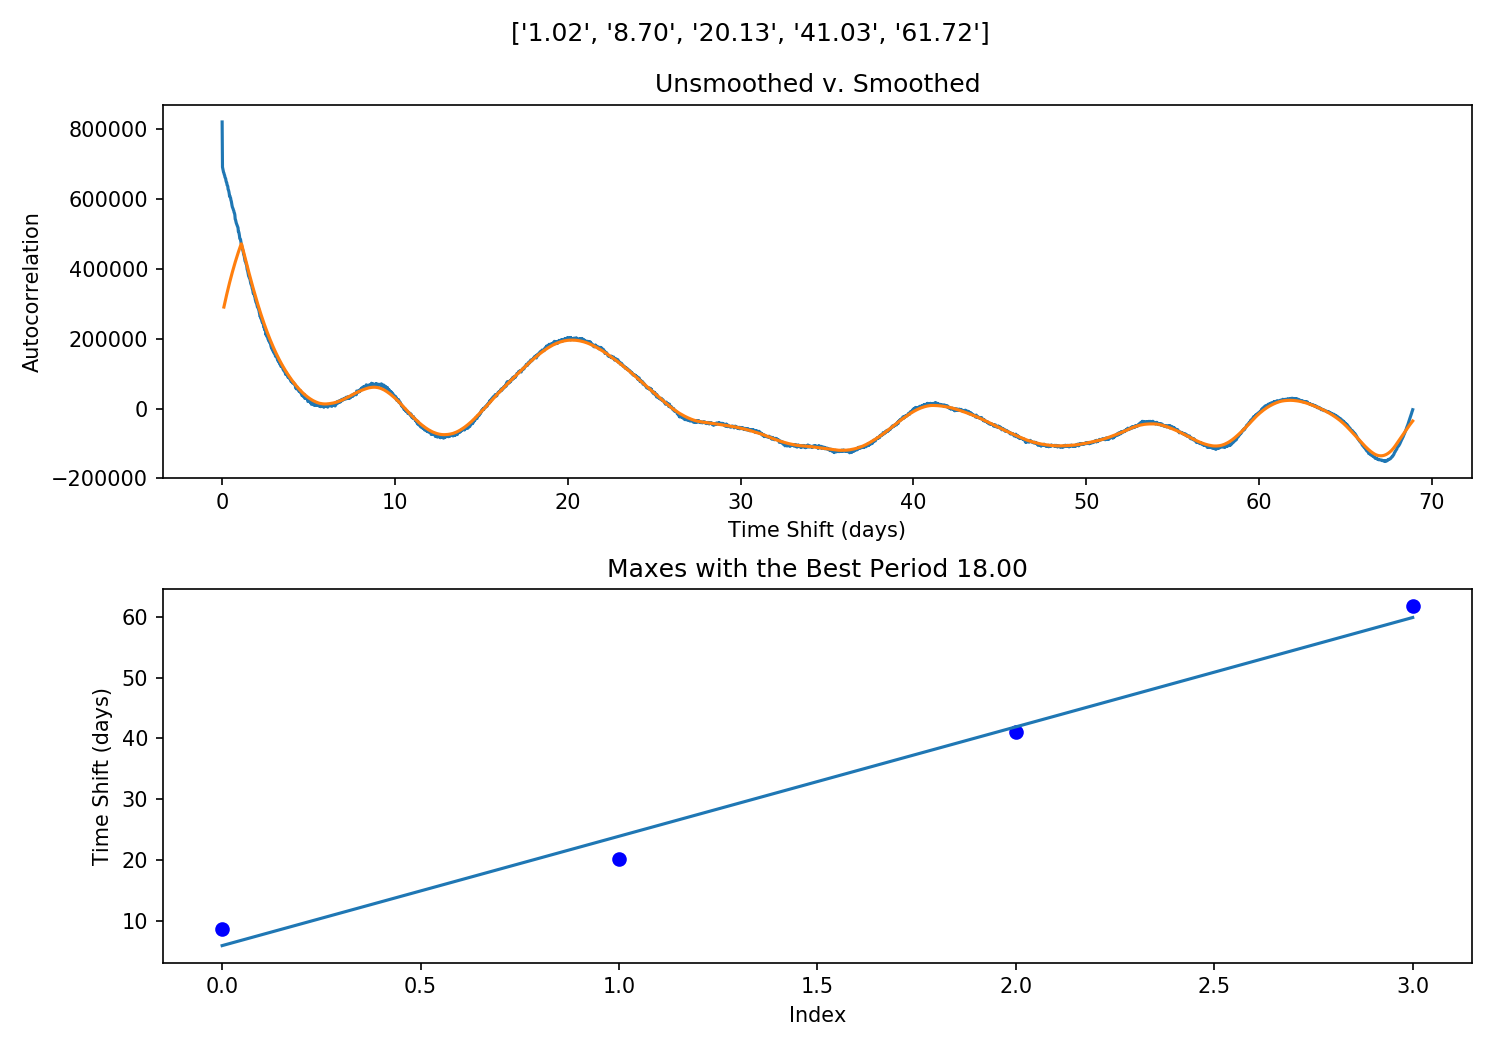 ['1.02', '8.70', '20.13', '41.03', '61.72']
Unsmoothed v. Smoothed
800000
600000
400000
200000
0
−200000
Autocorrelation
0 10 20 30 40 50 60 70
Time Shift (days)
Maxes with the Best Period 18.00
60
50
40
30
20
10
Time Shift (days)
0.0 0.5 1.0 1.5 2.0 2.5 3.0
Index